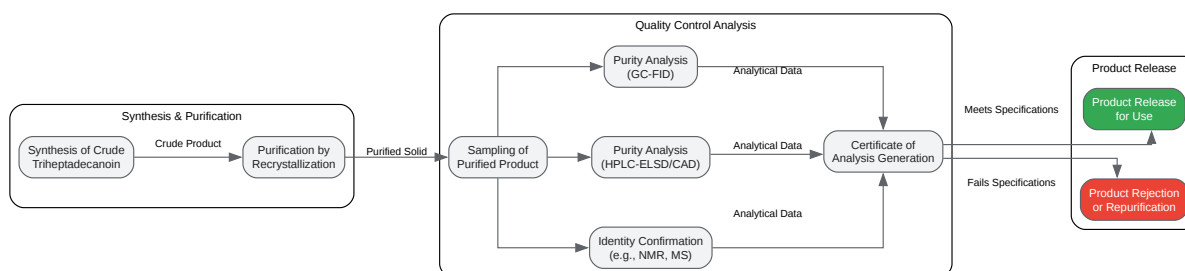 Synthesis & Purification
Synthesis of Crude
Triheptadecanoin
Crude Product
Purification by
Recrystallization
Purified Solid
Quality Control Analysis
Sampling of
Purified Product
Purity Analysis
(GC-FID)
Analytical Data
Purity Analysis
(HPLC-ELSD/CAD)
Analytical Data
Identity Confirmation
(e.g., NMR, MS)
Analytical Data
Certificate of
Analysis Generation
Meets Specifications
Fails Specifications
Product Release
Product Release
for Use
Product Rejection
or Repurification